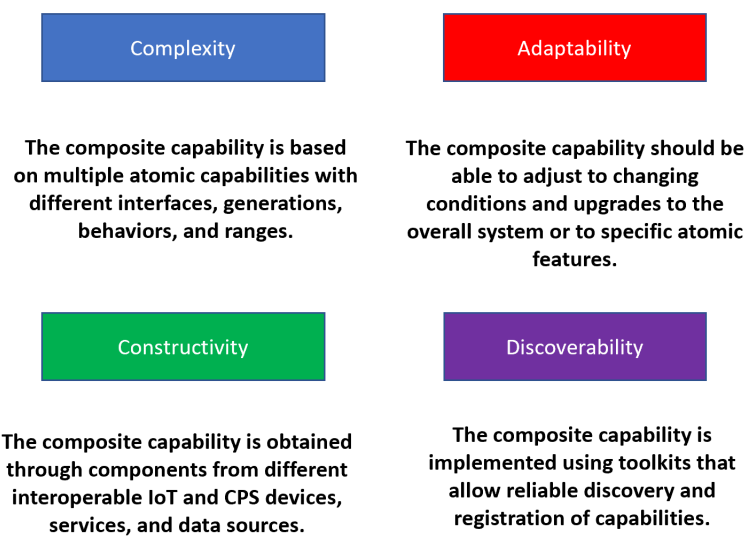 Complexity
The composite capability is based
on multiple atomic capabilities with
different interfaces, generations,
behaviors, and ranges.
Adaptability
The composite capability should be
able to adjust to changing
conditions and upgrades to the
overall system or to specific atomic
features.
Constructivity
The composite capability is obtained
through components from different
interoperable IoT and CPS devices,
services, and data sources.
Discoverability
The composite capability is
implemented using toolkits that
allow reliable discovery and
registration of capabilities.